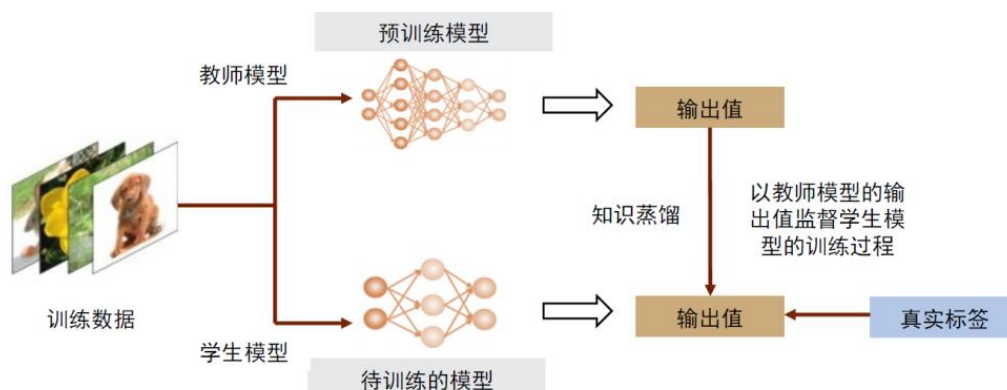 预训练模型
教师模型
输出值
知识蒸馏
以教师模型的输
出值监督学生模
型的训练过程
训练数据
学生模型
输出值
真实标签
待训练的模型